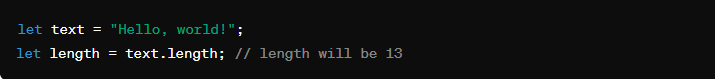 let text = "Hello, world!";
let length = text.length; // length will be 13